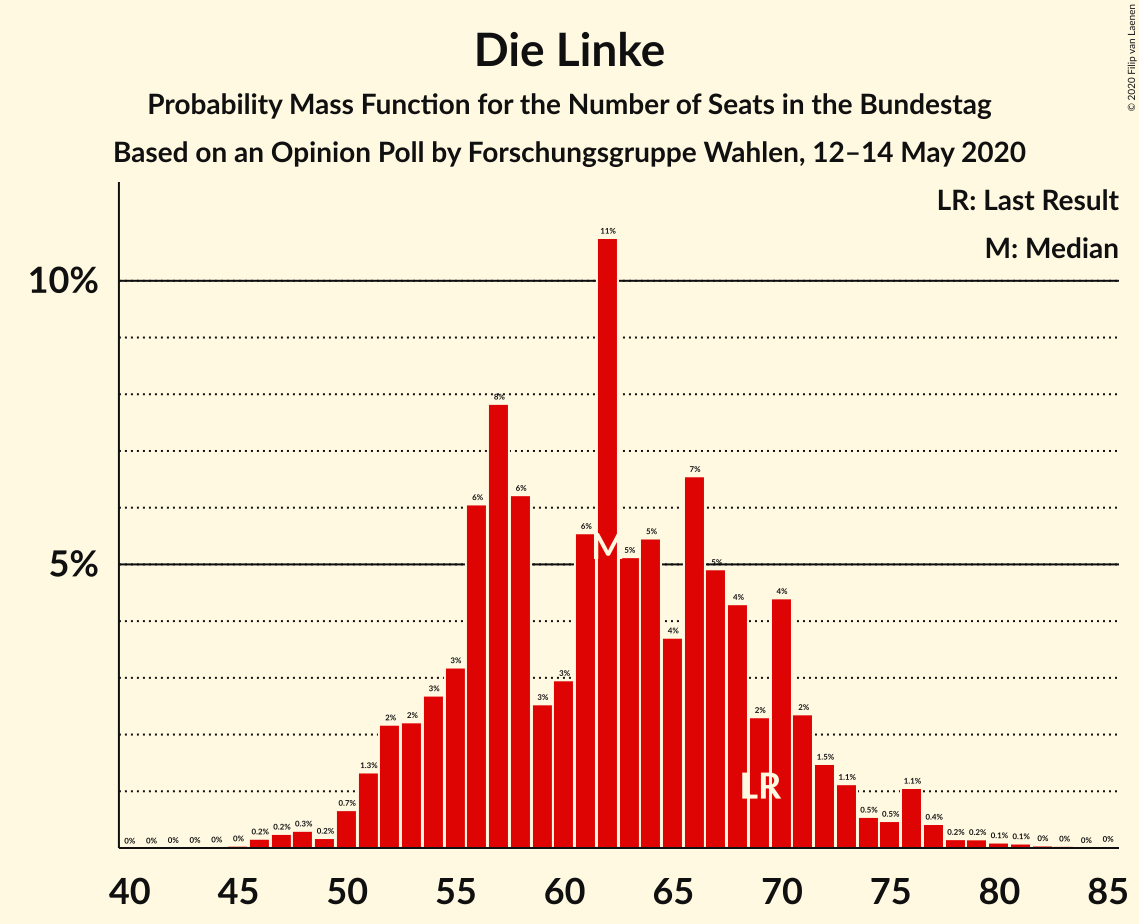 Die Linke
Probability Mass Function for the Number of Seats in the Bundestag
Based on an Opinion Poll by Forschungsgruppe Wahlen, 12–14 May 2020
© 2020 Filip van Laenen
LR: Last Result
M: Median
10%
5%
0% 0% 0% 0% 0% 0% 0.2% 0.2% 0.3% 0.2% 0.7% 1.3% 2% 2% 3% 3% 6% 8% 6% 3% 3% 6% 11% 5% 5% 4% 7% 5% 4% 2% 4% 2% 1.5% 1.1% 0.5% 0.5% 1.1% 0.4% 0.2% 0.2% 0.1% 0.1% 0% 0% 0% 0%
M
LR
40 45 50 55 60 65 70 75 80 85